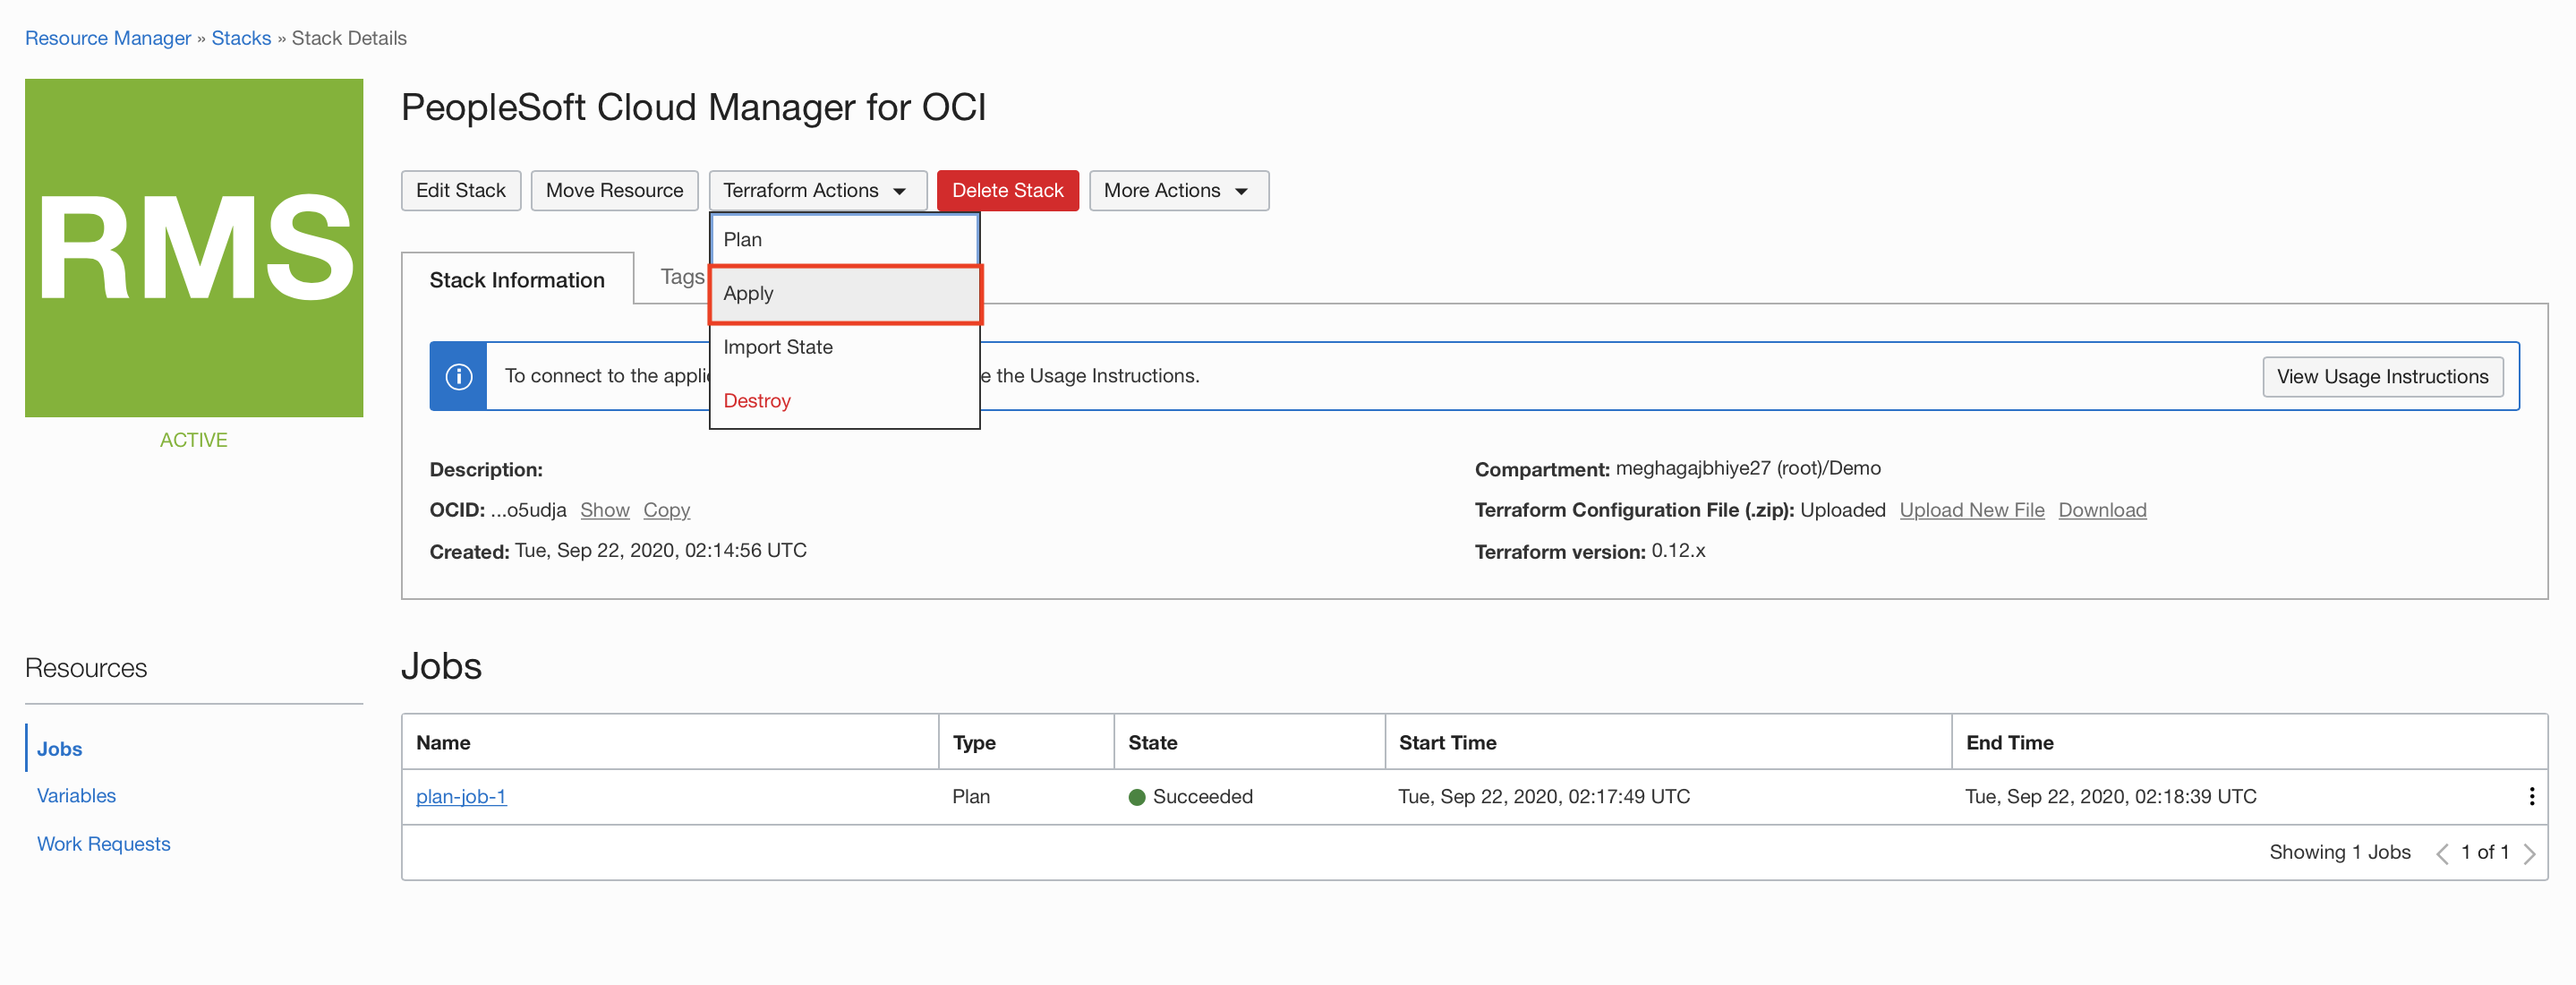 Resource Manager » Stacks » Stack Details
RMS
ACTIVE
PeopleSoft Cloud Manager for OCI
Edit Stack Move Resource Terraform Actions Delete Stack More Actions
Plan
Apply
Import State
Destroy
Stack Information Tags
To connect to the appli e the Usage Instructions. View Usage Instructions
Description:
OCID: ...o5udja Show Copy
Created: Tue, Sep 22, 2020, 02:14:56 UTC
Compartment: meghagajbhiye27 (root)/Demo
Terraform Configuration File (.zip): Uploaded Upload New File Download
Terraform version: 0.12.x
Resources
Jobs
Variables
Work Requests
Jobs
Name Type State Start Time End Time
plan-job-1 Plan Succeeded Tue, Sep 22, 2020, 02:17:49 UTC Tue, Sep 22, 2020, 02:18:39 UTC
Showing 1 Jobs 1 of 1